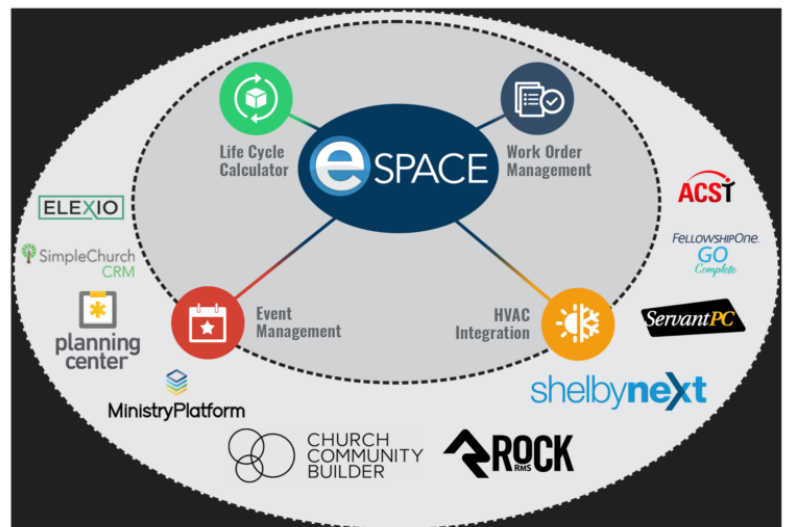 Life Cycle
Calculator
Work Order
Management
eSPACE
Event
Management
HVAC
Integration
ELEXIO
SimpleChurch
CRM
planning
center
MinistryPlatform
CHURCH
COMMUNITY
BUILDER
ROCK
RMS
shelbynext
ServantPC
FELLOWSHIPONE.
GO
Complete
ACST